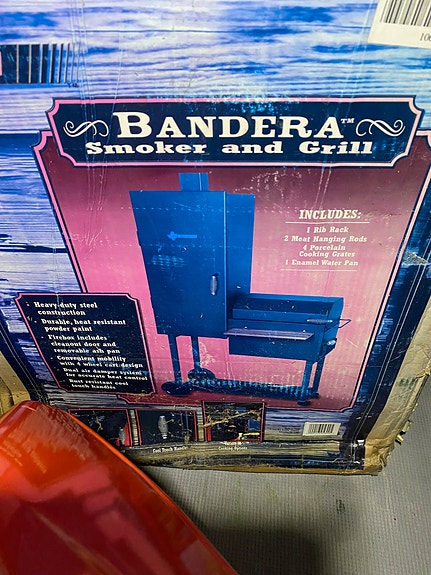 BANDERA™
Smoker and Grill
INCLUDES:
1 Rib Rack
2 Meat Hanging Rods
4 Porcelain
Cooking Grates
1 Enamel Water Pan
- Heavy-duty steel
construction
- Durable, heat resistant
powder paint
- Firebox includes
cleanout door and
removable ash pan
- Convenient mobility
with 4 wheel cart design
- Dual air damper system
for accurate heat control
- Rust resistant cool
touch handles
Cool Touch Handles
Cooking Options